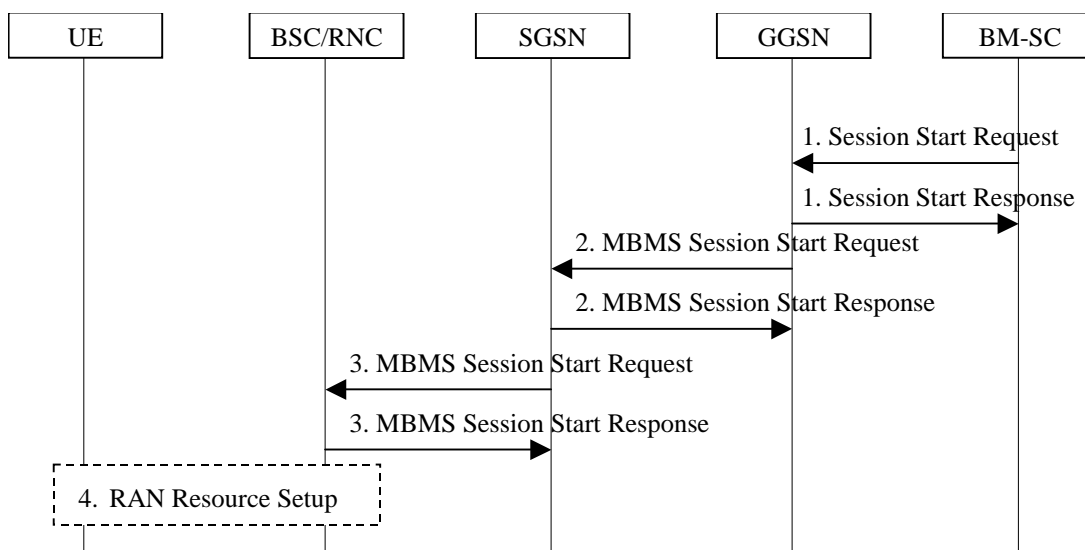 UE
BSC/RNC
SGSN
GGSN
BM-SC
1. Session Start Request
1. Session Start Response
2. MBMS Session Start Request
2. MBMS Session Start Response
3. MBMS Session Start Request
3. MBMS Session Start Response
4. RAN Resource Setup